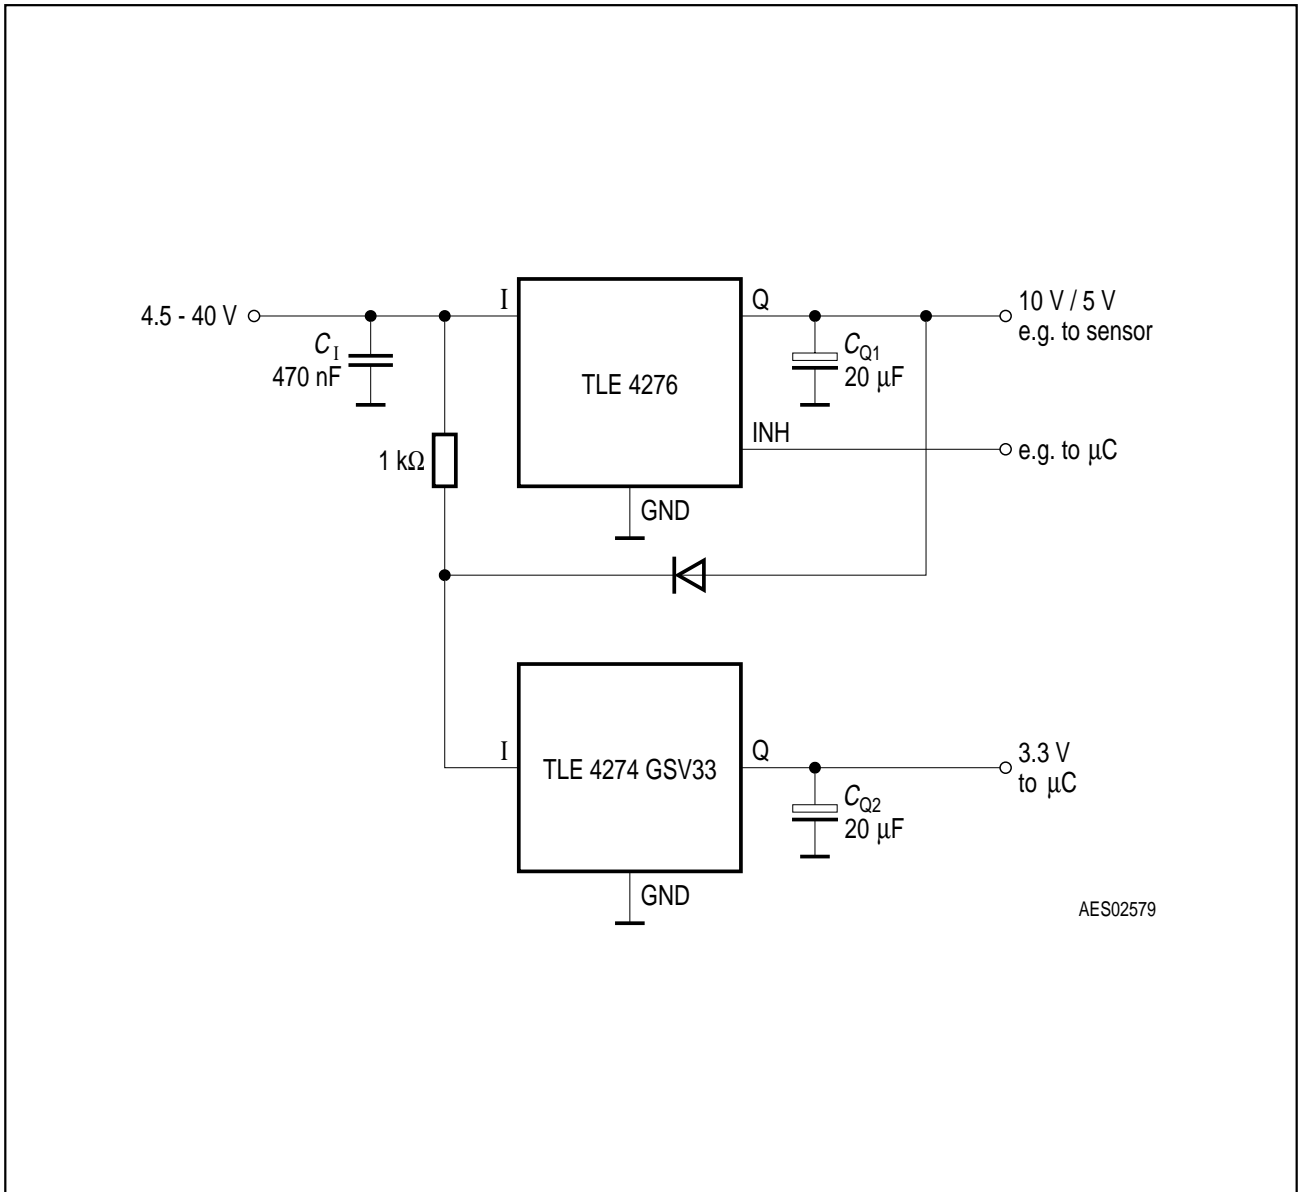 4.5 - 40 V
I
Q
10 V / 5 V
e.g. to sensor
C_I
470 nF
TLE 4276
C_Q1
20 µF
INH
e.g. to µC
1 kΩ
GND
I
Q
3.3 V
to µC
TLE 4274 GSV33
C_Q2
20 µF
GND
AES02579